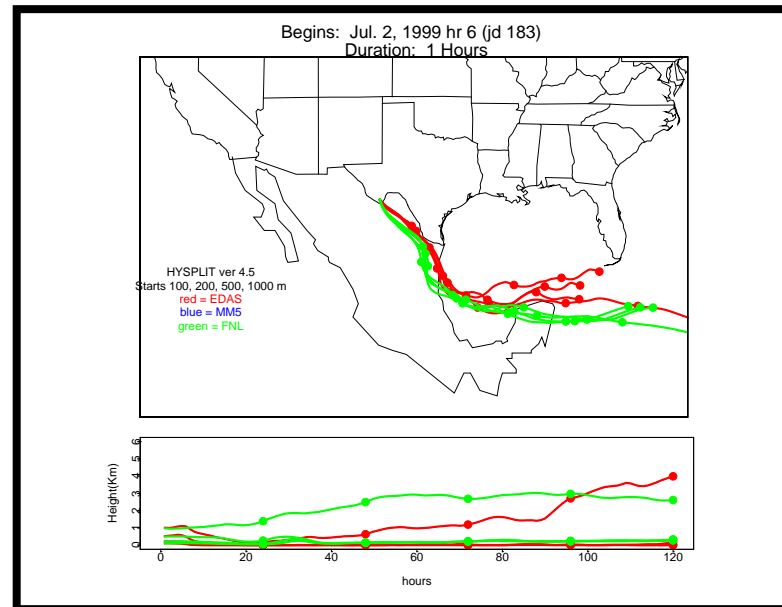 Begins:  Jul. 2, 1999 hr 6 (jd 183)
Duration:  1 Hours
HYSPLIT ver 4.5
Starts 100, 200, 500, 1000 m
red = EDAS
blue = MM5
green = FNL
Height(Km)
6
5
4
3
2
1
0
0 20 40 60 80 100 120
hours